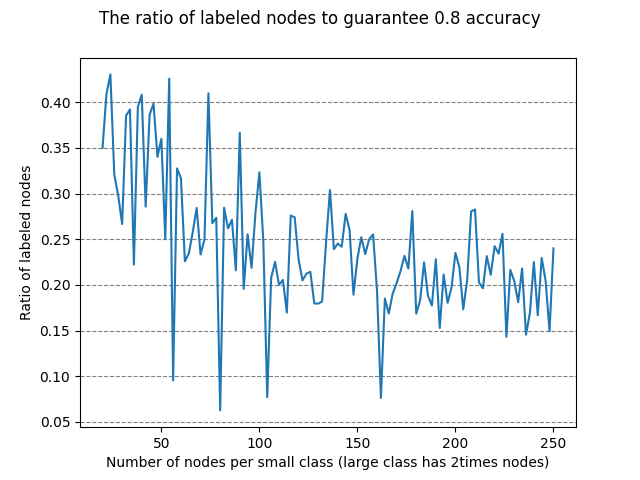 The ratio of labeled nodes to guarantee 0.8 accuracy
0.40
0.35
0.30
0.25
0.20
0.15
0.10
0.05
Ratio of labeled nodes
50 100 150 200 250
Number of nodes per small class (large class has 2times nodes)